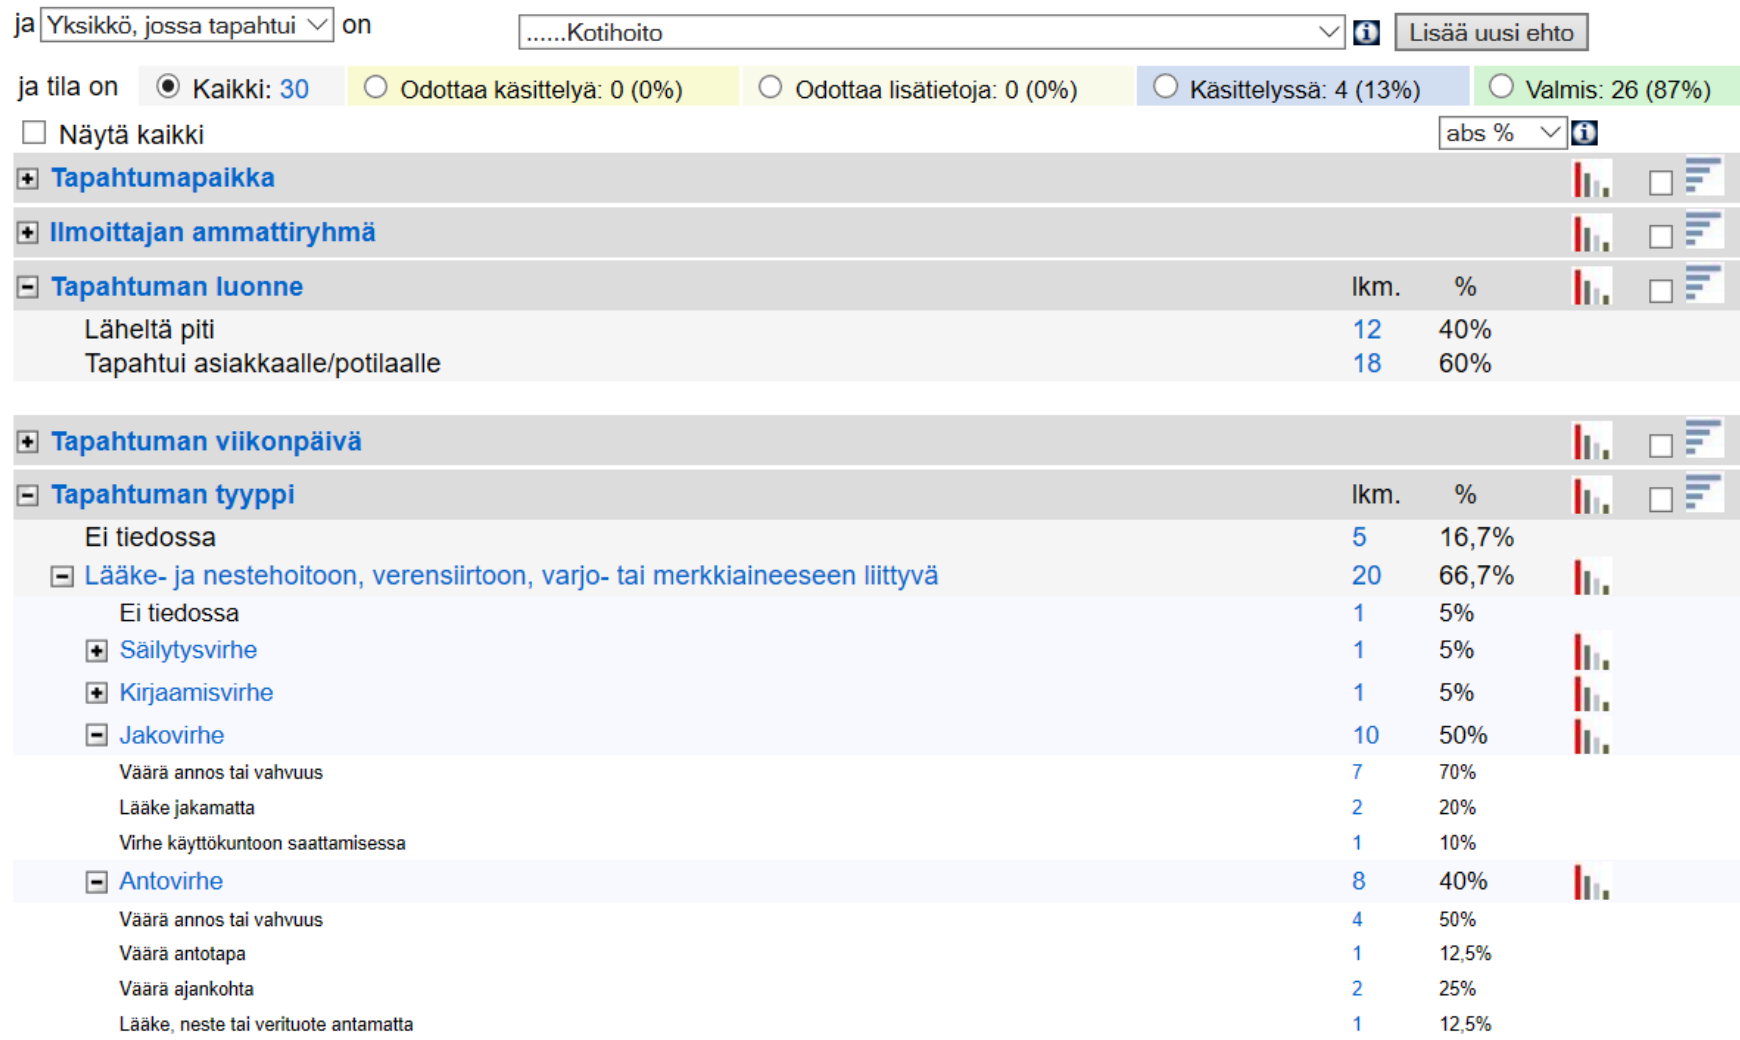 ja Yksikkö, jossa tapahtui on ......Kotihoito Lisää uusi ehto
ja tila on Kaikki: 30 Odottaa käsittelyä: 0 (0%) Odottaa lisätietoja: 0 (0%) Käsittelyssä: 4 (13%) Valmis: 26 (87%)
Näytä kaikki abs %
Tapahtumapaikka
Ilmoittajan ammattiryhmä
Tapahtuman luonne lkm. %
Läheltä piti 12 40%
Tapahtui asiakkaalle/potilaalle 18 60%
Tapahtuman viikonpäivä
Tapahtuman tyyppi lkm. %
Ei tiedossa 5 16,7%
Lääke- ja nestehoitoon, verensiirtoon, varjo- tai merkkiaineeseen liittyvä 20 66,7%
Ei tiedossa 1 5%
Säilytysvirhe 1 5%
Kirjaamisvirhe 1 5%
Jakovirhe 10 50%
Väärä annos tai vahvuus 7 70%
Lääke jakamatta 2 20%
Virhe käyttökuntoon saattamisessa 1 10%
Antovirhe 8 40%
Väärä annos tai vahvuus 4 50%
Väärä antotapa 1 12,5%
Väärä ajankohta 2 25%
Lääke, neste tai verituote antamatta 1 12,5%